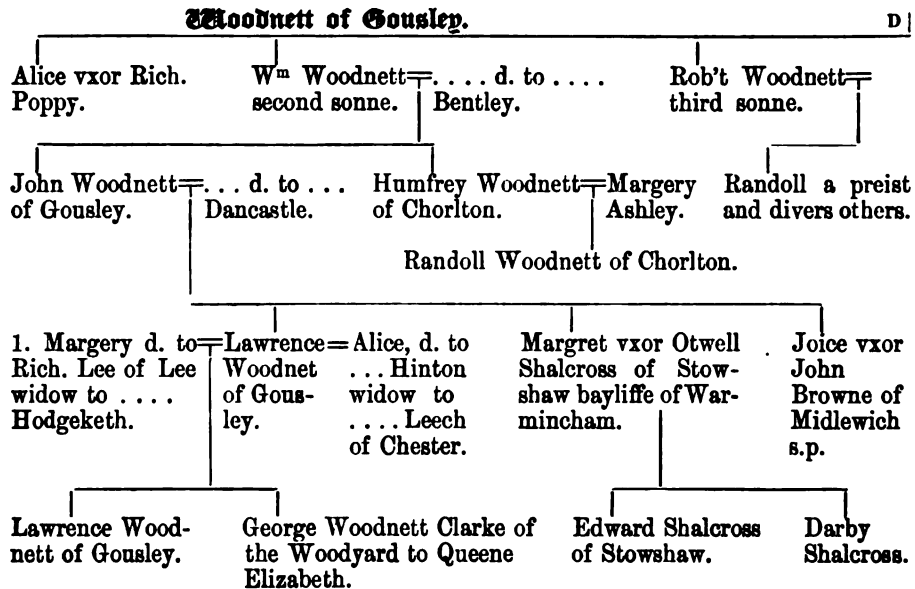 Woodnett of Gousley.
D
Alice vxor Rich.
Poppy.
Wm Woodnett=. . . . d. to . . . .
second sonne. Bentley.
Rob't Woodnett=
third sonne.
John Woodnett=. . . d. to . . .
of Gousley. Dancastle.
Humfrey Woodnett=Margery
of Chorlton. Ashley.
Randoll a preist
and divers others.
Randoll Woodnett of Chorlton.
1. Margery d. to
Rich. Lee of Lee
widow to . . . .
Hodgeketh.
=Lawrence
Woodnet
of Gous-
ley.
=Alice, d. to
. . . Hinton
widow to
. . . . Leech
of Chester.
Margret vxor Otwell
Shalcross of Stow-
shaw bayliffe of War-
mincham.
Joice vxor
John
Browne of
Midlewich
s.p.
Lawrence Wood-
nett of Gousley.
George Woodnett Clarke of
the Woodyard to Queene
Elizabeth.
Edward Shalcross
of Stowshaw.
Darby
Shalcross.